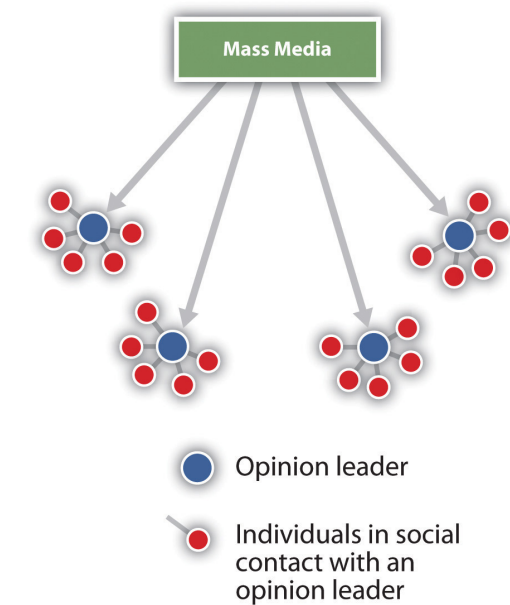 Mass Media
Opinion leader
Individuals in social
contact with an
opinion leader